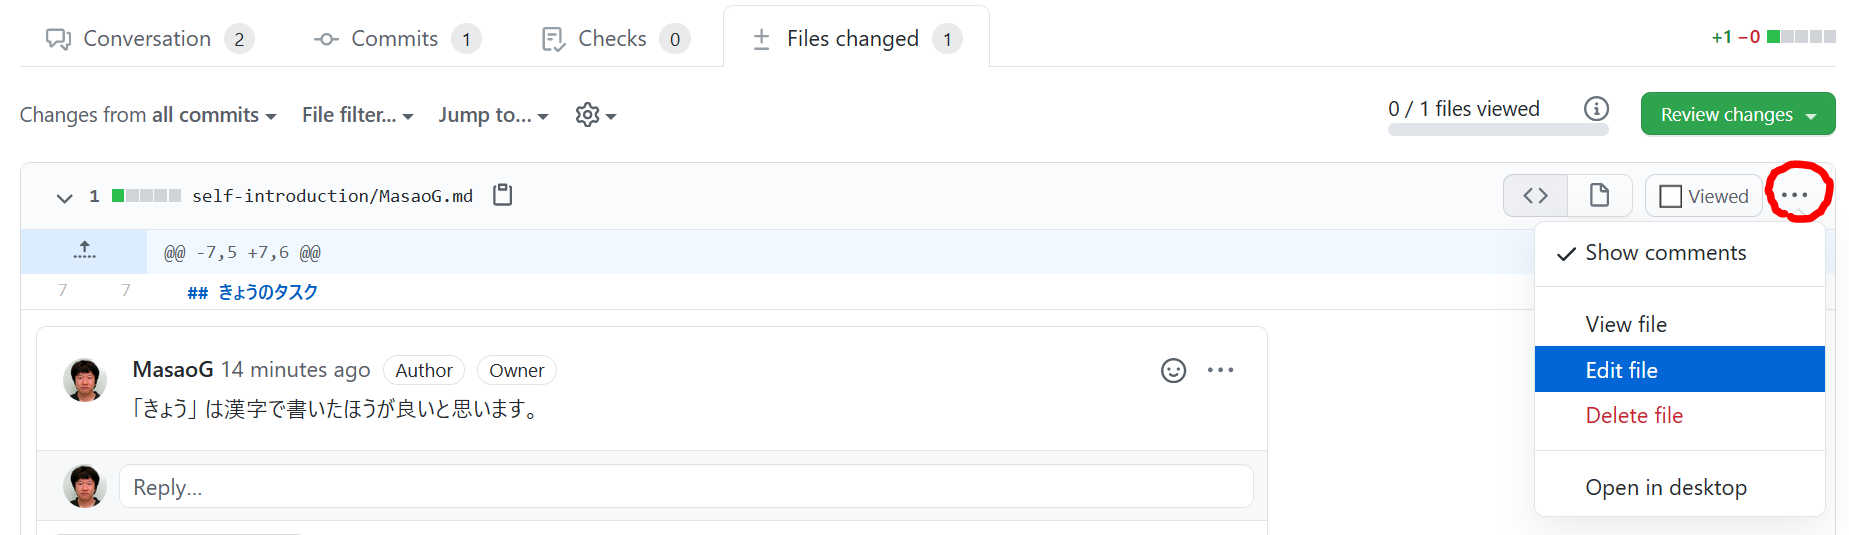 Conversation 2 Commits 1 Checks 0 Files changed 1 +1 −0
Changes from all commits File filter... Jump to... 0 / 1 files viewed Review changes
1 self-introduction/MasaoG.md Viewed ...
@@ -7,5 +7,6 @@
7 7 ## きょうのタスク
MasaoG 14 minutes ago Author Owner ...
「きょう」は漢字で書いたほうが良いと思います。
Reply...
Show comments
View file
Edit file
Delete file
Open in desktop